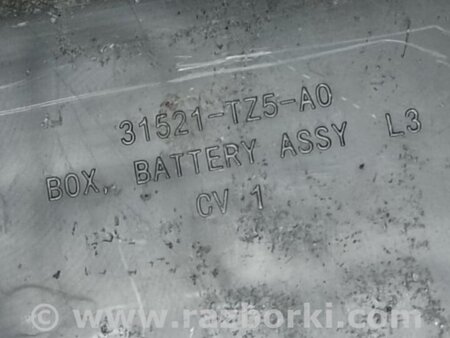 31521-TZ5-A0
BOX, BATTERY ASSY L3
CV 1
© www.razborki.com